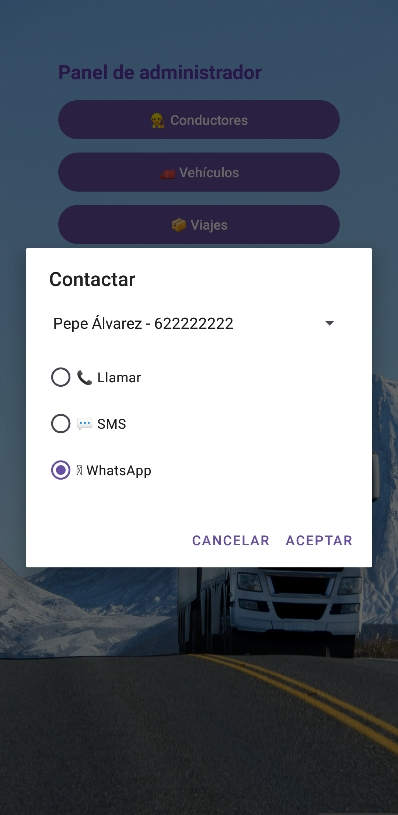 Panel de administrador
👷‍♀️ Conductores
🚗 Vehículos
📦 Viajes
Contactar
Pepe Álvarez - 622222222
📞 Llamar
💬 SMS
WhatsApp
CANCELAR ACEPTAR